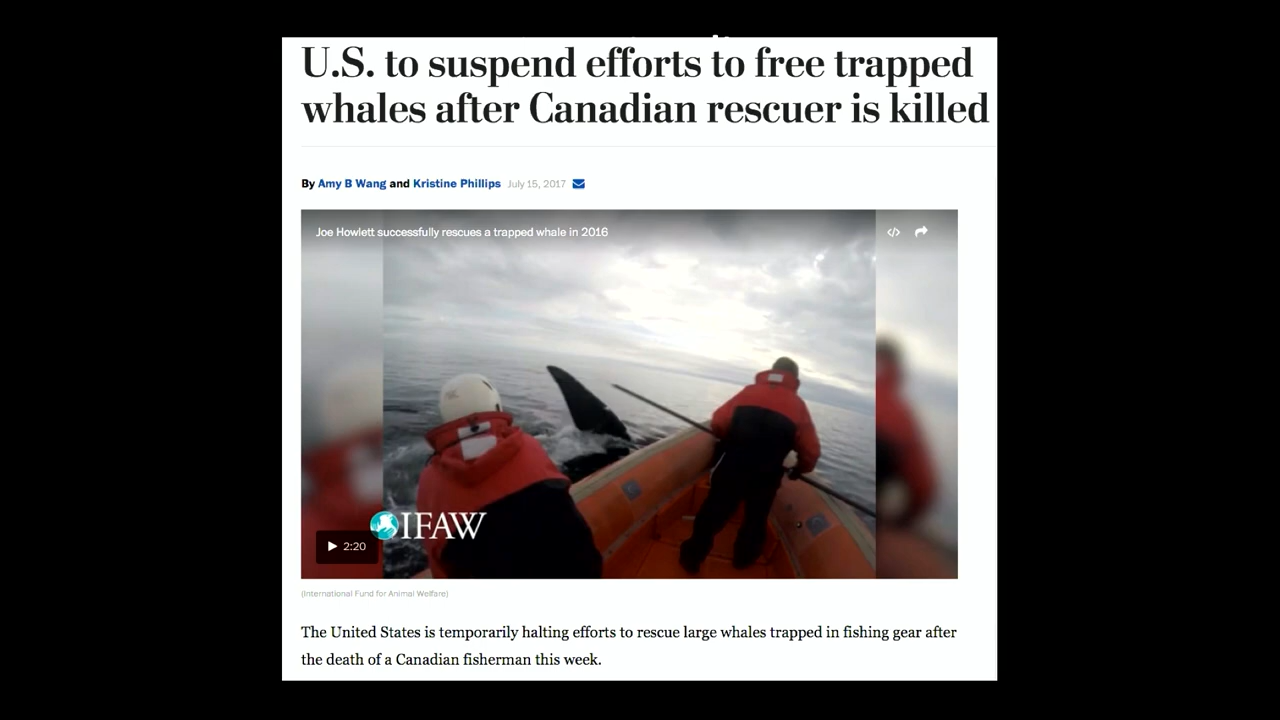 U.S. to suspend efforts to free trapped
whales after Canadian rescuer is killed
By Amy B Wang and Kristine Phillips July 15, 2017
Joe Howlett successfully rescues a trapped whale in 2016
IFAW
2:20
(International Fund for Animal Welfare)
The United States is temporarily halting efforts to rescue large whales trapped in fishing gear after
the death of a Canadian fisherman this week.